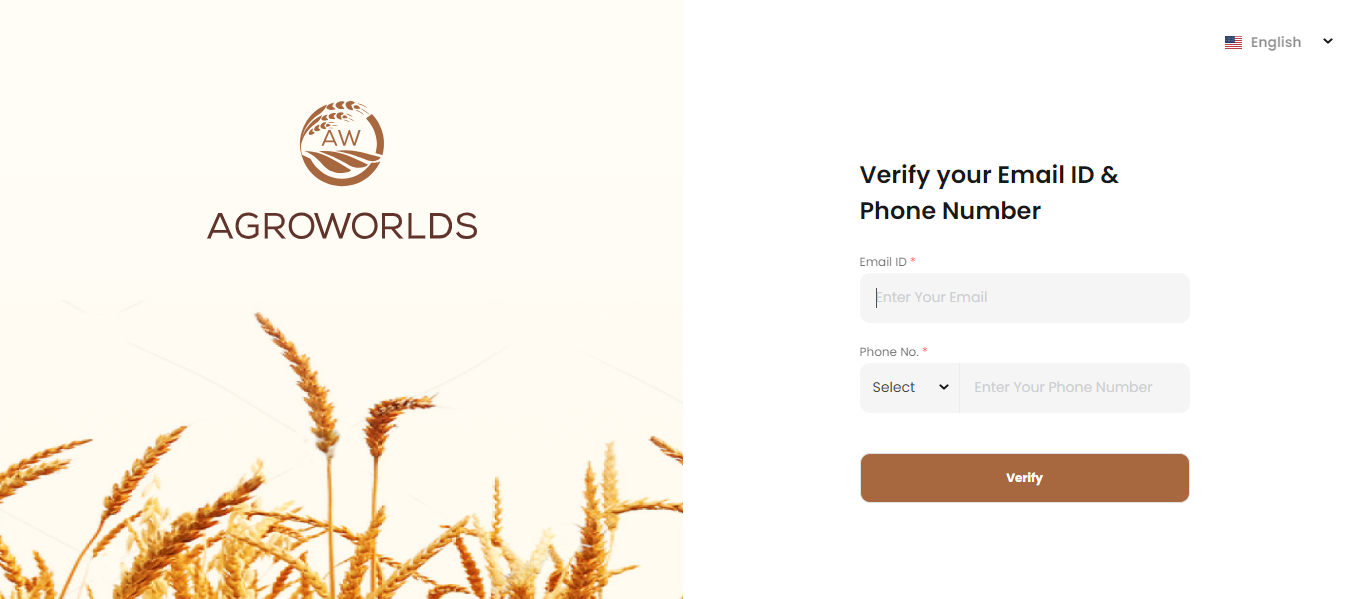 English
AW
AGROWORLDS
Verify your Email ID &
Phone Number
Email ID *
Enter Your Email
Phone No. *
Select
Enter Your Phone Number
Verify